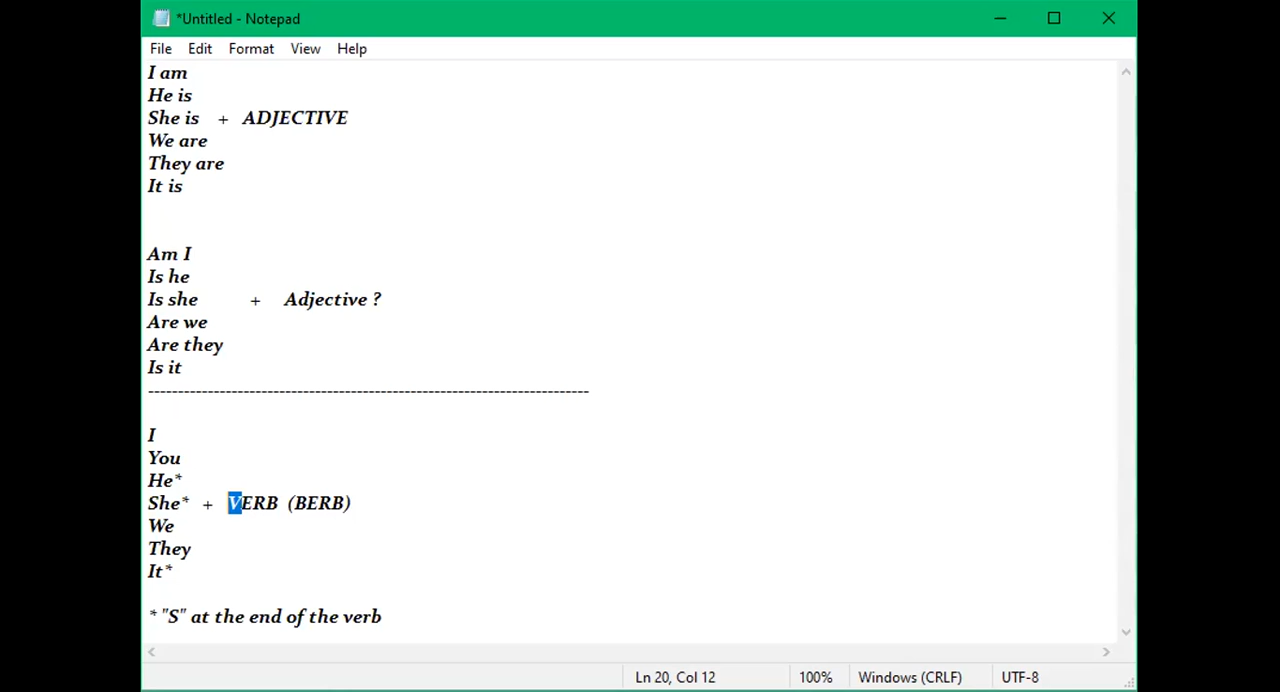 *Untitled - Notepad
File Edit Format View Help
I am
He is
She is + ADJECTIVE
We are
They are
It is
Am I
Is he
Is she + Adjective ?
Are we
Are they
Is it
--------------------------------------------------------------------------
I
You
He*
She* + VERB (BERB)
We
They
It*
* "S" at the end of the verb
Ln 20, Col 12 100% Windows (CRLF) UTF-8